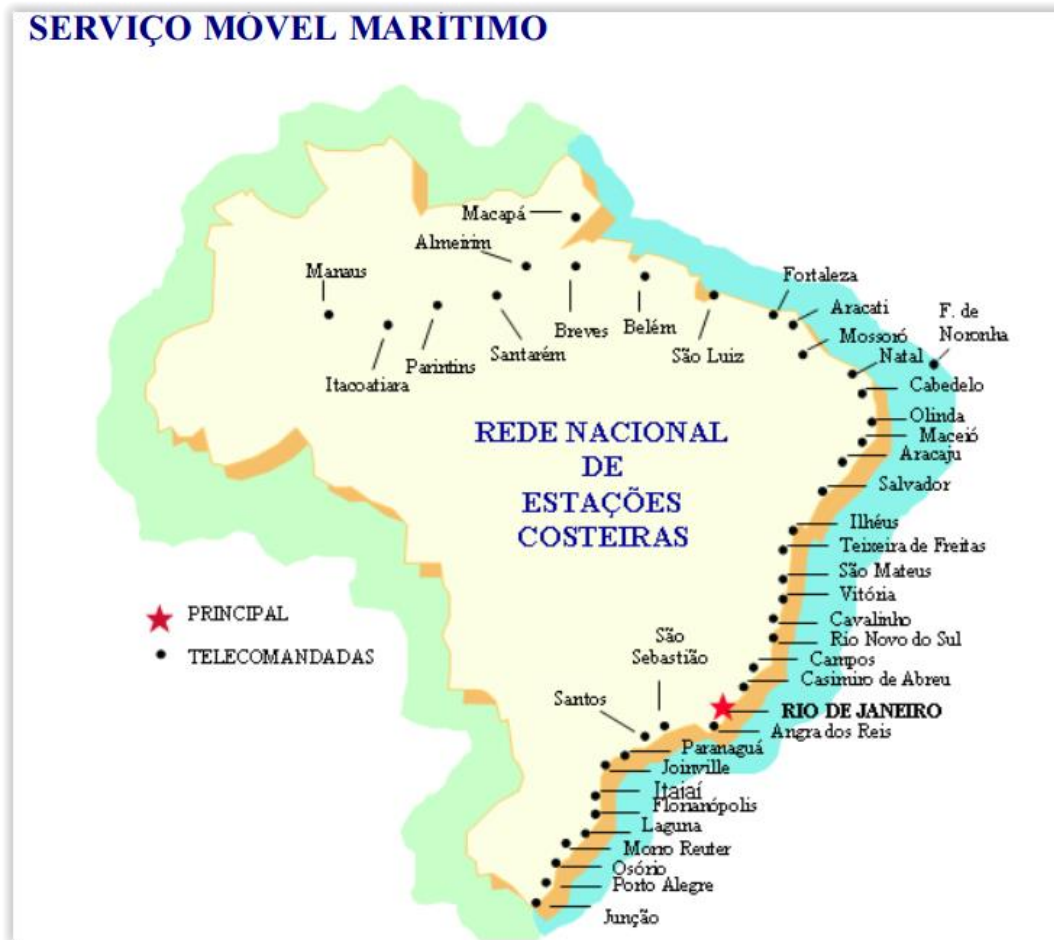 SERVIÇO MÓVEL MARÍTIMO
Macapá
Almeirim
Manaus
Fortaleza
Aracati
F. de
Noronha
Breves
Belém
Mossoró
Santarém
São Luiz
Natal
Parintins
Itacoatiara
Cabedelo
Olinda
Maceió
Aracaju
Salvador
REDE NACIONAL
DE
ESTAÇÕES
COSTEIRAS
Ilhéus
Teixeira de Freitas
São Mateus
Vitória
Cavalinho
Rio Novo do Sul
Campos
Casimiro de Abreu
RIO DE JANEIRO
Angra dos Reis
PRINCIPAL
TELECOMANDADAS
São
Sebastião
Santos
Paranaguá
Joinville
Itajaí
Florianópolis
Laguna
Morro Reuter
Osório
Porto Alegre
Junção